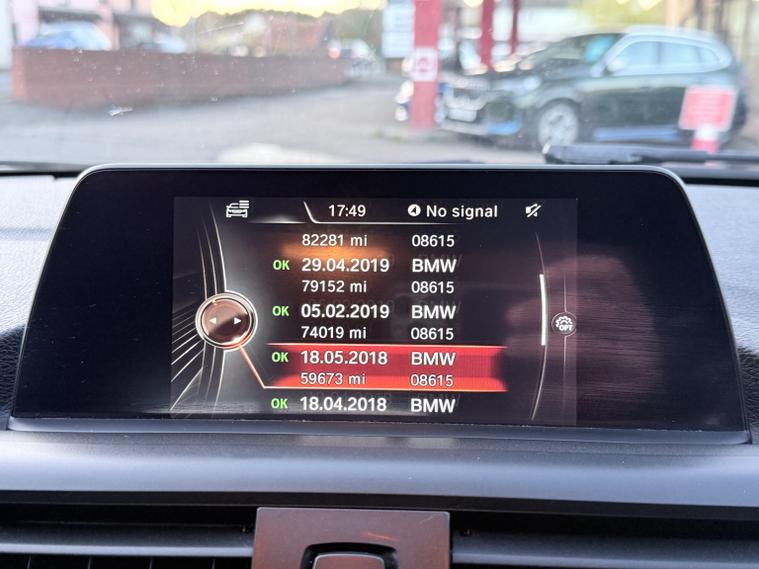 17:49 No signal
82281 mi 08615
OK 29.04.2019 BMW
79152 mi 08615
OK 05.02.2019 BMW
74019 mi 08615
OK 18.05.2018 BMW
59673 mi 08615
OK 18.04.2018 BMW
OPT